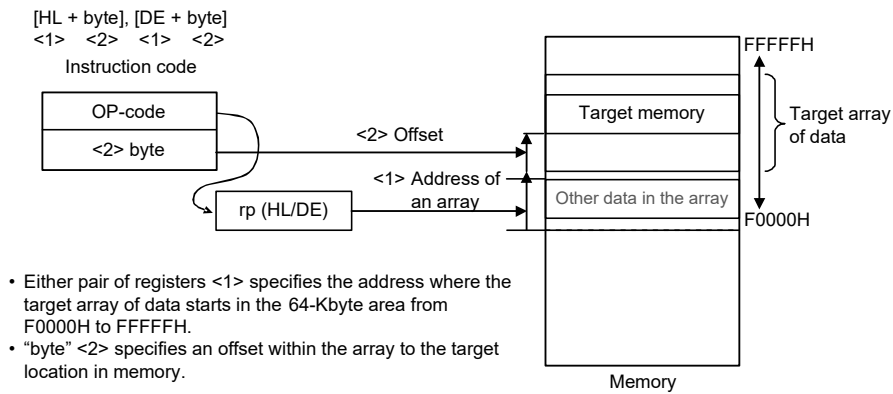 [HL + byte], [DE + byte]
<1> <2> <1> <2>
Instruction code
OP-code
<2> byte
rp (HL/DE)
<2> Offset
<1> Address of
an array
FFFFFH
Target memory
Target array
of data
Other data in the array
F0000H
Memory
• Either pair of registers <1> specifies the address where the
target array of data starts in the 64-Kbyte area from
F0000H to FFFFFH.
• “byte” <2> specifies an offset within the array to the target
location in memory.